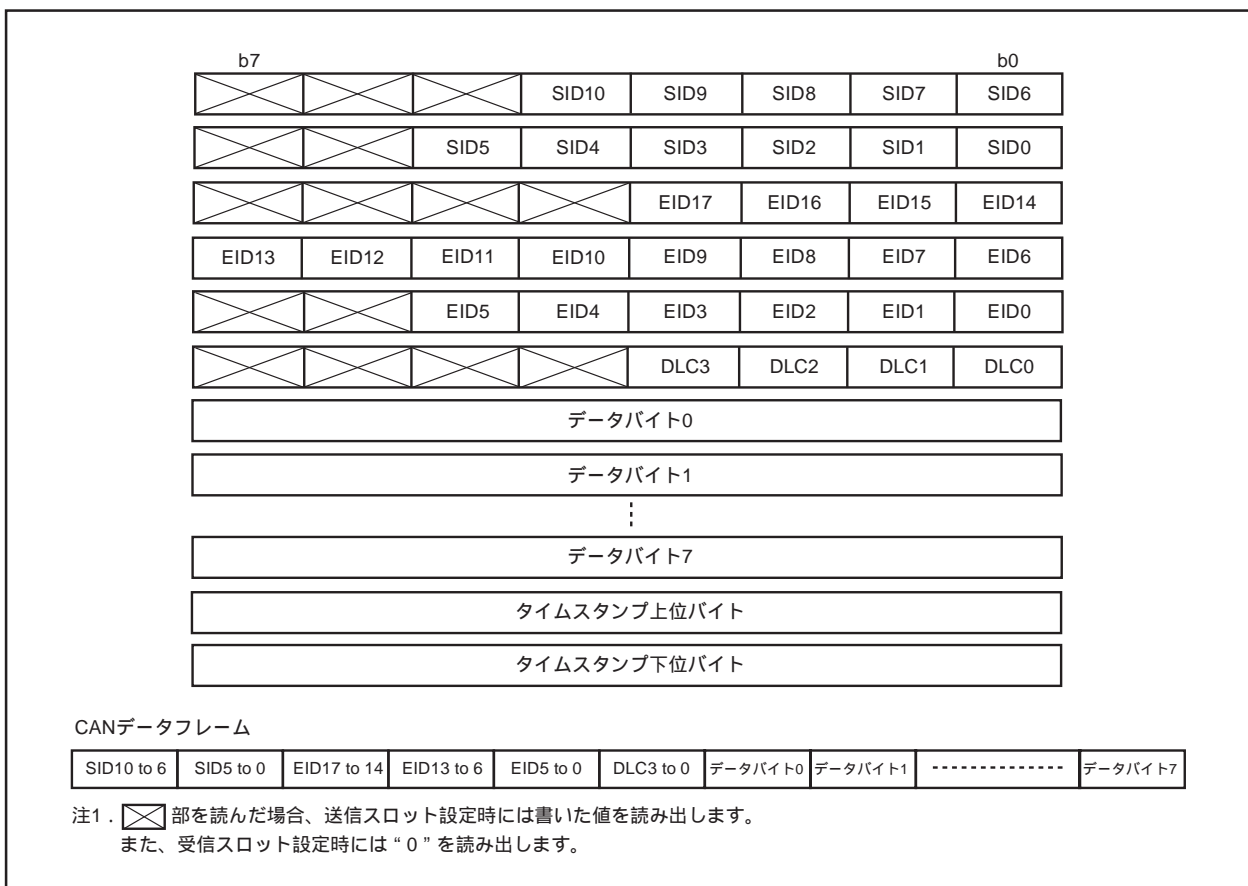 b7 b0
SID10 SID9 SID8 SID7 SID6
SID5 SID4 SID3 SID2 SID1 SID0
EID17 EID16 EID15 EID14
EID13 EID12 EID11 EID10 EID9 EID8 EID7 EID6
EID5 EID4 EID3 EID2 EID1 EID0
DLC3 DLC2 DLC1 DLC0
データバイト0
データバイト1
データバイト7
タイムスタンプ上位バイト
タイムスタンプ下位バイト
CANデータフレーム
SID10 to 6 SID5 to 0 EID17 to 14 EID13 to 6 EID5 to 0 DLC3 to 0 データバイト0 データバイト1 データバイト7
注1. 部を読んだ場合、送信スロット設定時には書いた値を読み出します。
また、受信スロット設定時には“0”を読み出します。